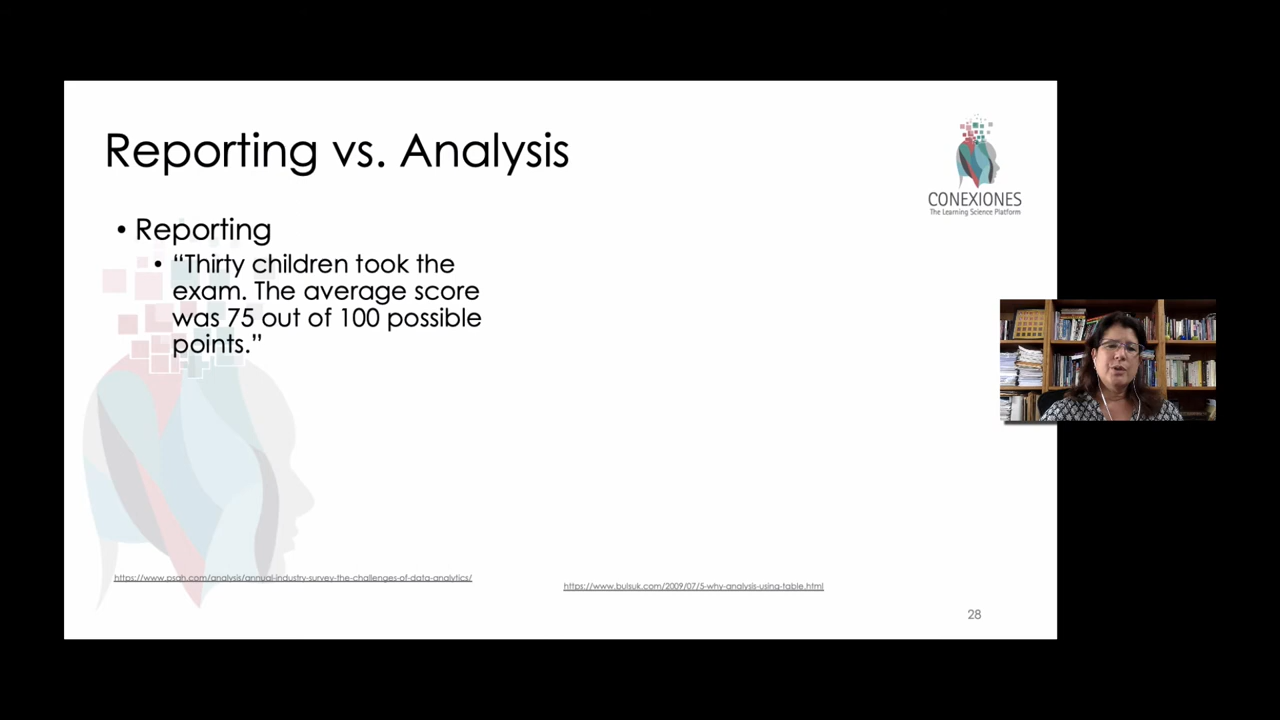 Reporting vs. Analysis
CONEXIONES
The Learning Science Platform
• Reporting
• “Thirty children took the
exam. The average score
was 75 out of 100 possible
points.”
https://www.psqh.com/analysis/annual-industry-survey-the-challenges-of-data-analytics/
https://www.bulsuk.com/2009/07/5-why-analysis-using-table.html
28